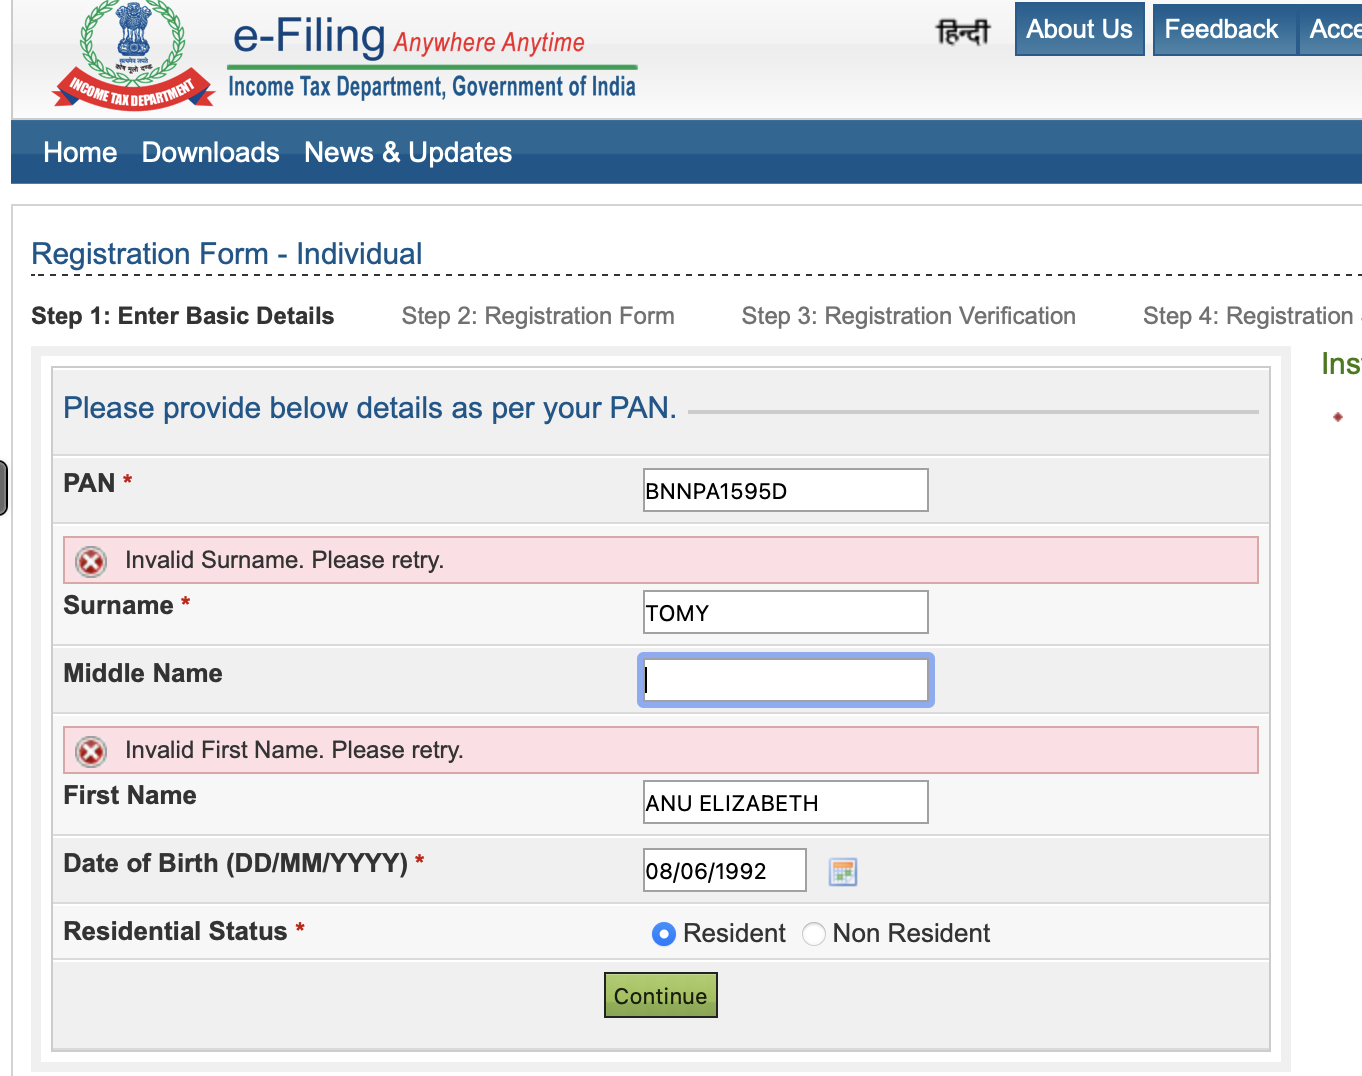 e-Filing Anywhere Anytime
Income Tax Department, Government of India
सत्यमेव जयते
कोष मूलो दण्डः
INCOME TAX DEPARTMENT
हिन्दी
About Us
Feedback
Acce
Home Downloads News & Updates
Registration Form - Individual
Step 1: Enter Basic Details Step 2: Registration Form Step 3: Registration Verification Step 4: Registration
Ins
Please provide below details as per your PAN.
PAN * BNNPA1595D
Invalid Surname. Please retry.
Surname * TOMY
Middle Name
Invalid First Name. Please retry.
First Name ANU ELIZABETH
Date of Birth (DD/MM/YYYY) * 08/06/1992
Residential Status * Resident Non Resident
Continue